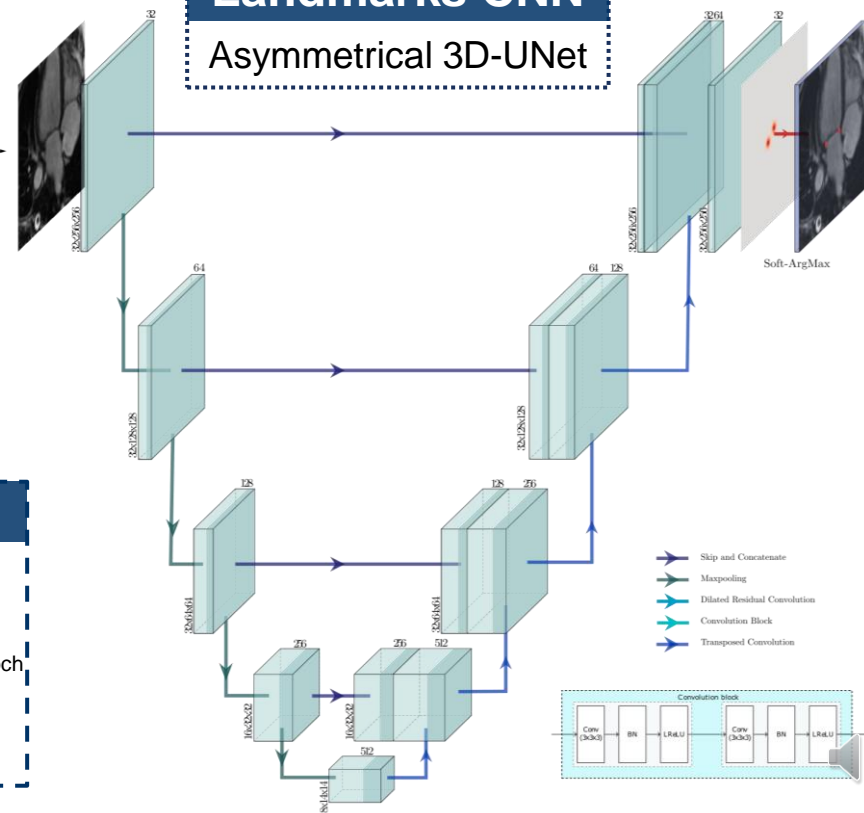 Landmarks CNN
Asymmetrical 3D-UNet
32
32x256x256
32 64
32
32x256x256
32x256x256
Soft-ArgMax
64
32x128x128
64 128
32x128x128
128
32x64x64
128 256
32x64x64
256
16x32x32
256 512
16x32x32
512
Skip and Concatenate
Maxpooling
Dilated Residual Convolution
Convolution Block
Transposed Convolution
Convolution block
Conv
(3x3x3)
BN
LReLU
Conv
(3x3x3)
BN
LReLU